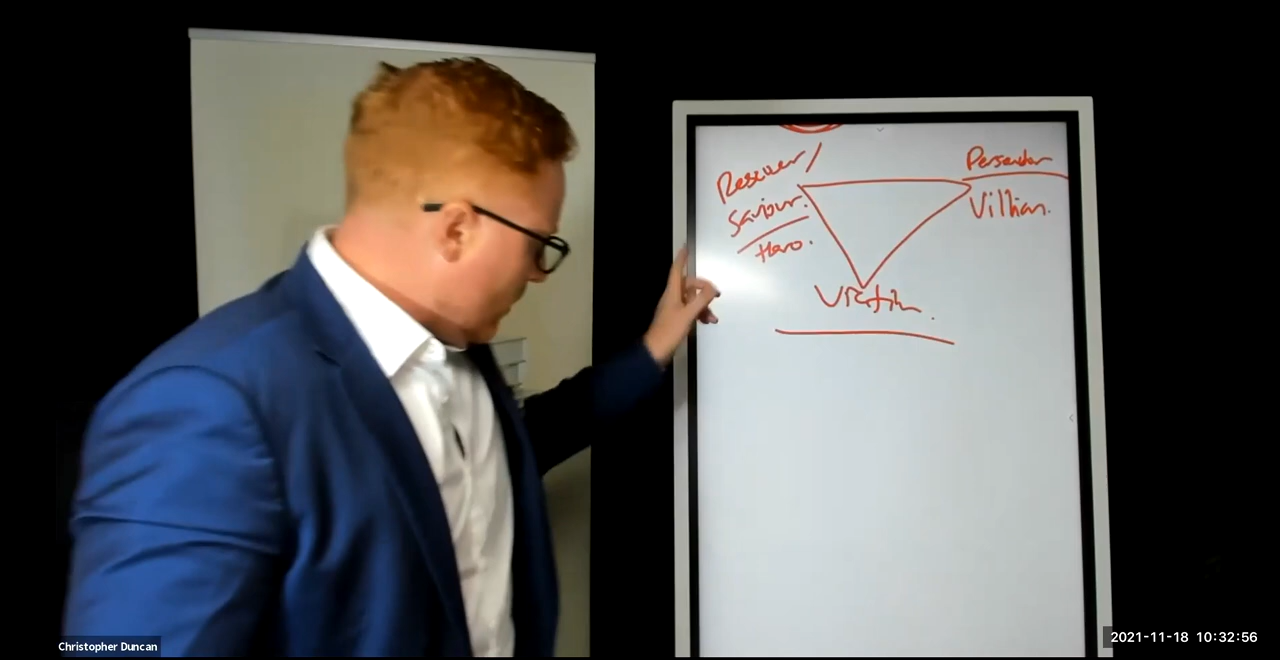 Rescuer/
Saviour.
Hero.
Persecutor
Villian.
Victim.
Christopher Duncan
2021-11-18 10:32:56